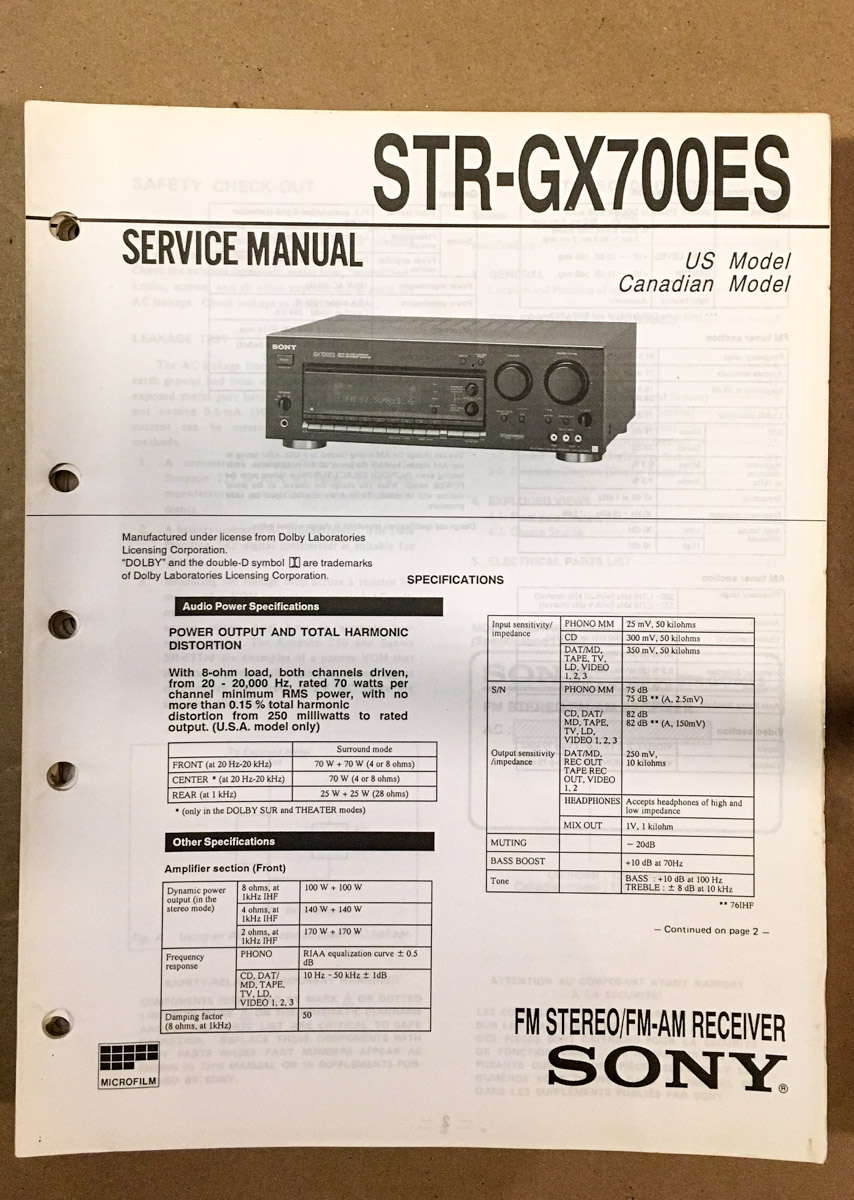 STR-GX700ES
SERVICE MANUAL
US Model
Canadian Model
SONY
GX700ES
Manufactured under license from Dolby Laboratories
Licensing Corporation.
"DOLBY" and the double-D symbol are trademarks
of Dolby Laboratories Licensing Corporation.
SPECIFICATIONS
Audio Power Specifications
POWER OUTPUT AND TOTAL HARMONIC
DISTORTION
With 8-ohm load, both channels driven,
from 20 - 20,000 Hz, rated 70 watts per
channel minimum RMS power, with no
more than 0.15 % total harmonic
distortion from 250 milliwatts to rated
output. (U.S.A. model only)
Surround mode
FRONT (at 20 Hz-20 kHz) 70 W + 70 W (4 or 8 ohms)
CENTER * (at 20 Hz-20 kHz) 70 W (4 or 8 ohms)
REAR (at 1 kHz) 25 W + 25 W (28 ohms)
* (only in the DOLBY SUR and THEATER modes)
Other Specifications
Amplifier section (Front)
Dynamic power 8 ohms, at 100 W + 100 W
output (in the 1kHz IHF
stereo mode)
4 ohms, at 140 W + 140 W
1kHz IHF
2 ohms, at 170 W + 170 W
1kHz IHF
Frequency PHONO RIAA equalization curve ± 0.5
response dB
CD, DAT/ 10 Hz - 50 kHz ± 1dB
MD, TAPE,
TV, LD,
VIDEO 1, 2, 3
Damping factor 50
(8 ohms, at 1kHz)
Input sensitivity/ PHONO MM 25 mV, 50 kilohms
impedance
CD 300 mV, 50 kilohms
DAT/MD, 350 mV, 50 kilohms
TAPE, TV,
LD, VIDEO
1, 2, 3
S/N PHONO MM 75 dB
75 dB ** (A, 2.5mV)
CD, DAT/ 82 dB
MD, TAPE, 82 dB ** (A, 150mV)
TV, LD,
VIDEO 1, 2, 3
Output sensitivity DAT/MD, 250 mV,
/impedance REC OUT 10 kilohms
TAPE REC
OUT, VIDEO
1, 2
HEADPHONES Accepts headphones of high and
low impedance
MIX OUT 1V, 1 kilohm
MUTING − 20dB
BASS BOOST +10 dB at 70Hz
Tone BASS : +10 dB at 100 Hz
TREBLE : ± 8 dB at 10 kHz
** 76IHF
— Continued on page 2 —
FM STEREO/FM-AM RECEIVER
SONY®
MICROFILM